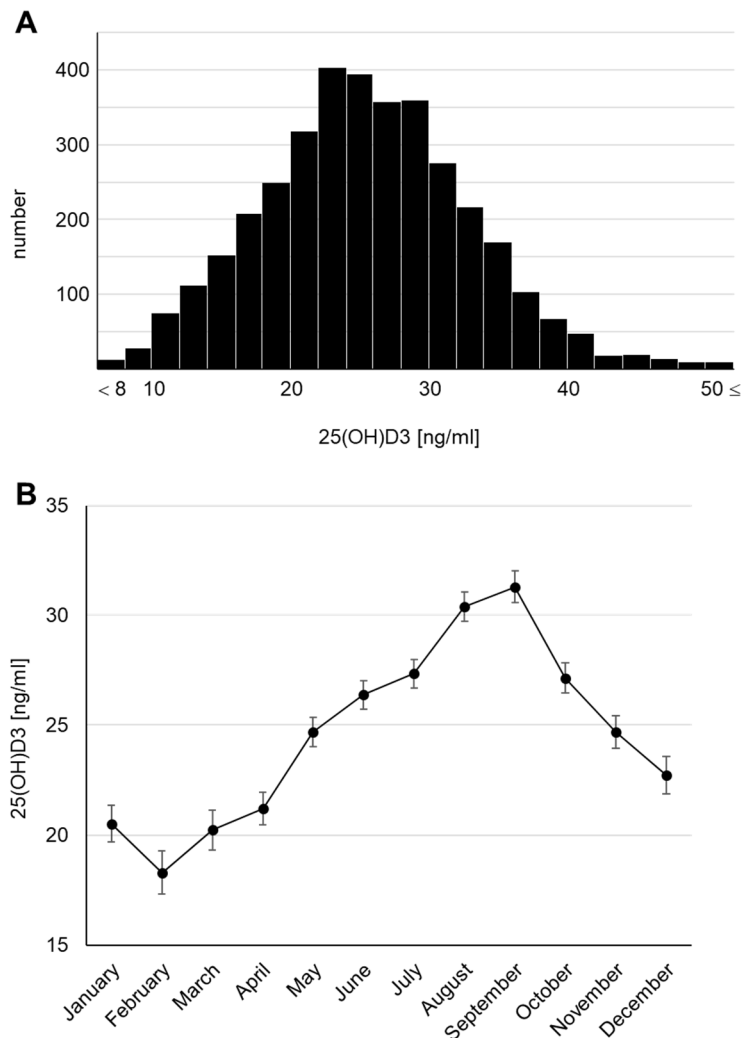 A
400
300
200
100
number
< 8 10 20 30 40 50 ≤
25(OH)D3 [ng/ml]
B
35
30
25
20
15
25(OH)D3 [ng/ml]
January
February
March
April
May
June
July
August
September
October
November
December